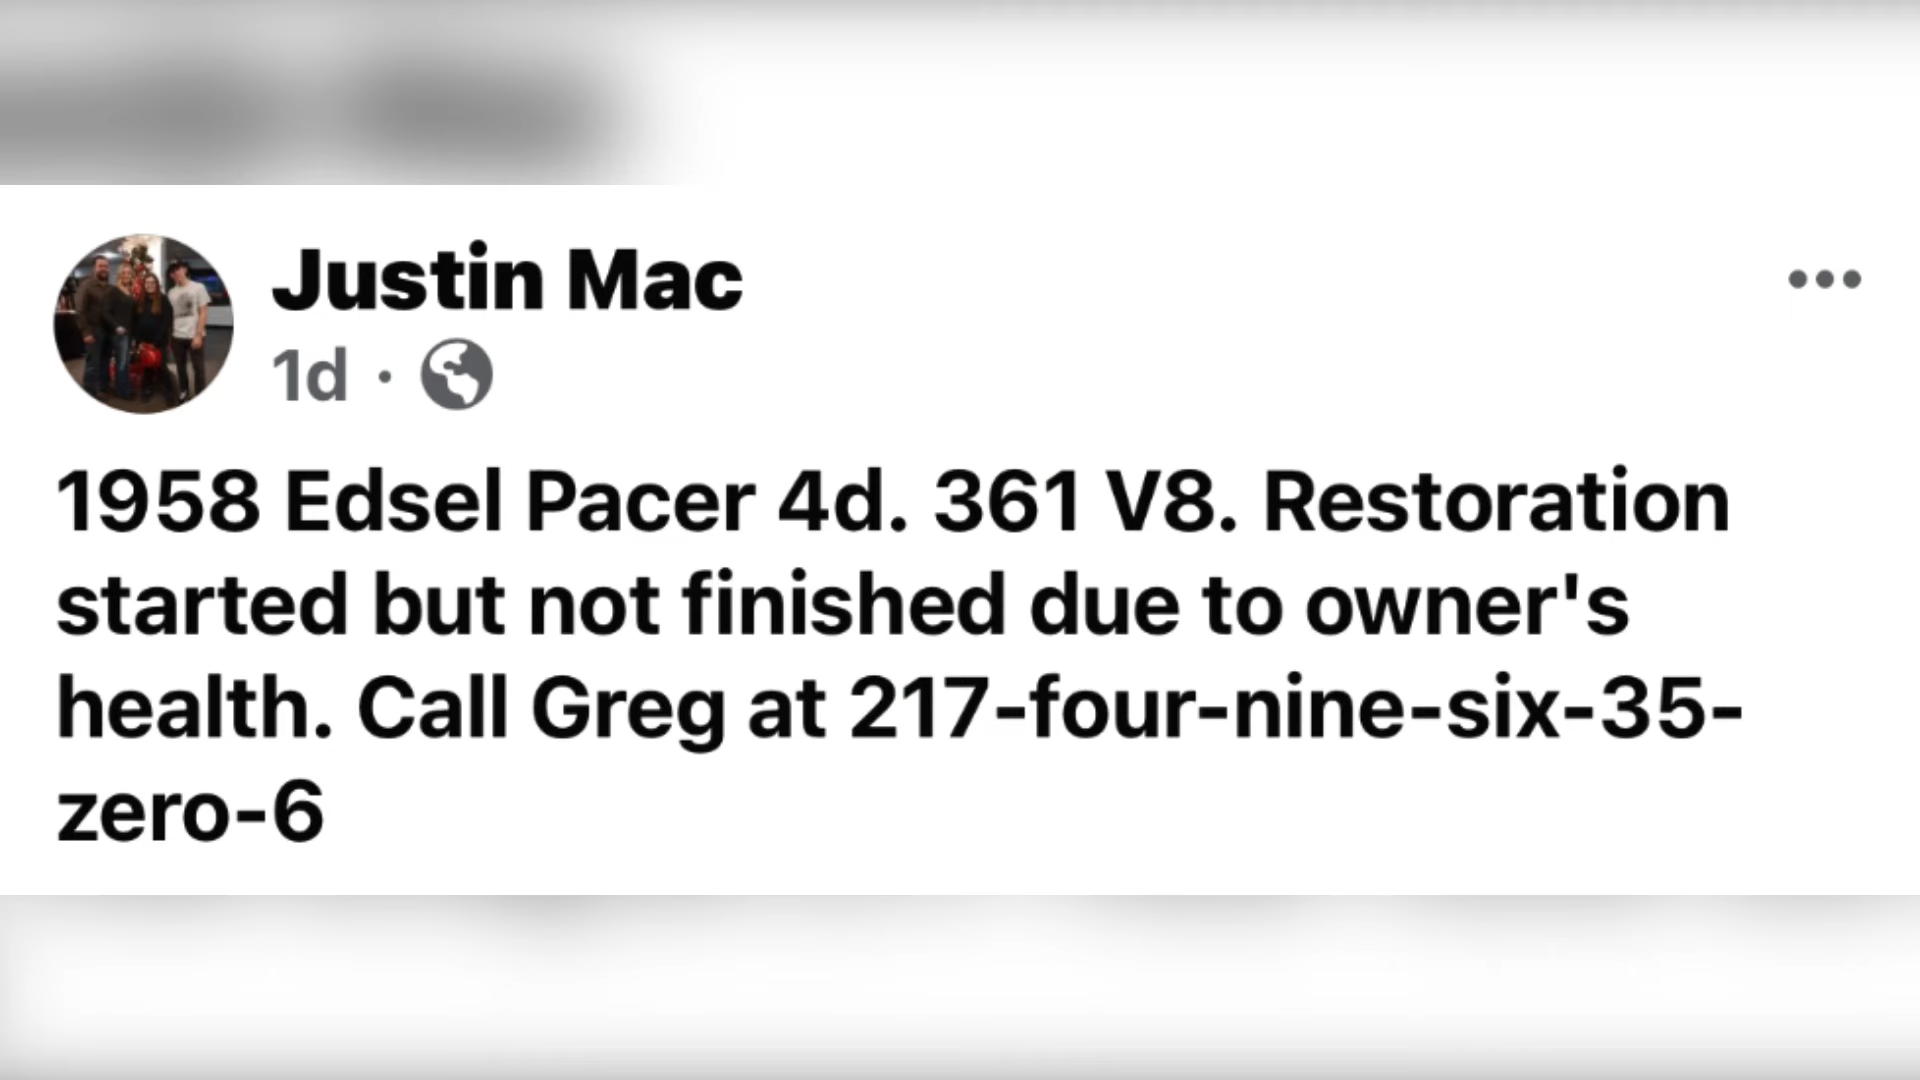 Justin Mac
1d ·
1958 Edsel Pacer 4d. 361 V8. Restoration
started but not finished due to owner's
health. Call Greg at 217-four-nine-six-35-
zero-6